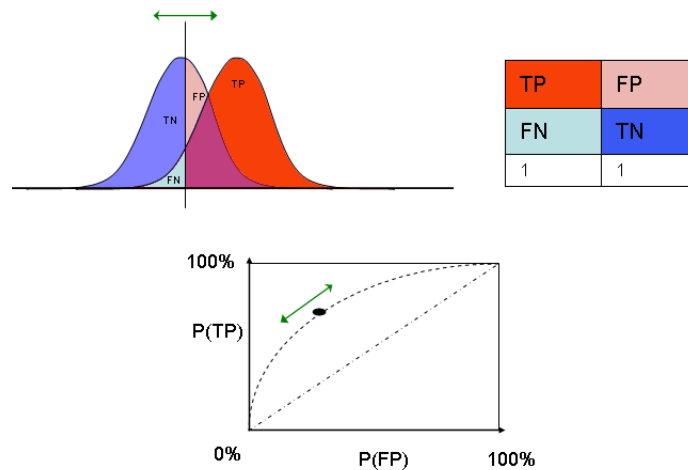 FP
TP
TN
FN
TP FP
FN TN
1 1
100%
P(TP)
0%
P(FP)
100%